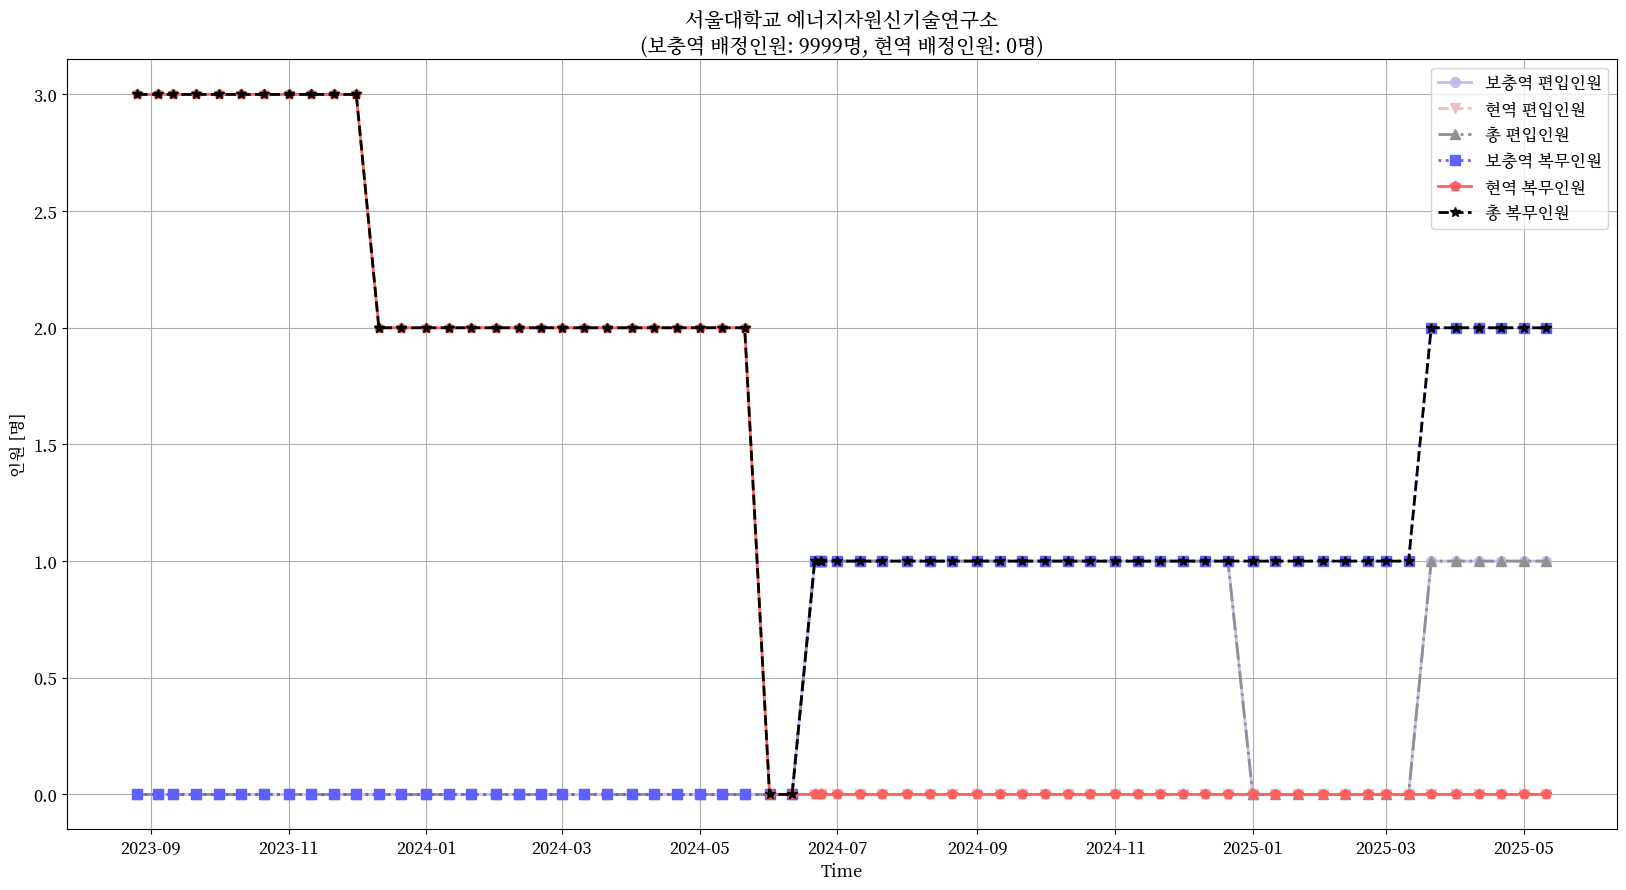 서울대학교 에너지자원신기술연구소
(보충역 배정인원: 9999명, 현역 배정인원: 0명)
보충역 편입인원
현역 편입인원
총 편입인원
보충역 복무인원
현역 복무인원
총 복무인원
3.0
2.5
2.0
1.5
1.0
0.5
0.0
인원 [명]
2023-09
2023-11
2024-01
2024-03
2024-05
2024-07
2024-09
2024-11
2025-01
2025-03
2025-05
Time